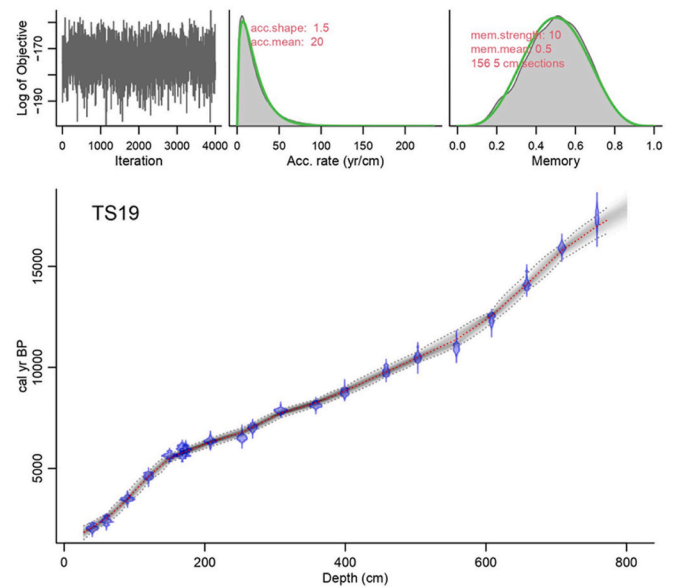 Log of Objective
-170
-190
0 1000 2000 3000 4000
Iteration
acc.shape: 1.5
acc.mean: 20
0 50 100 150 200
Acc. rate (yr/cm)
mem.strength: 10
mem.mean: 0.5
156 5 cm sections
0.0 0.2 0.4 0.6 0.8 1.0
Memory
TS19
cal yr BP
15000
10000
5000
0 200 400 600 800
Depth (cm)